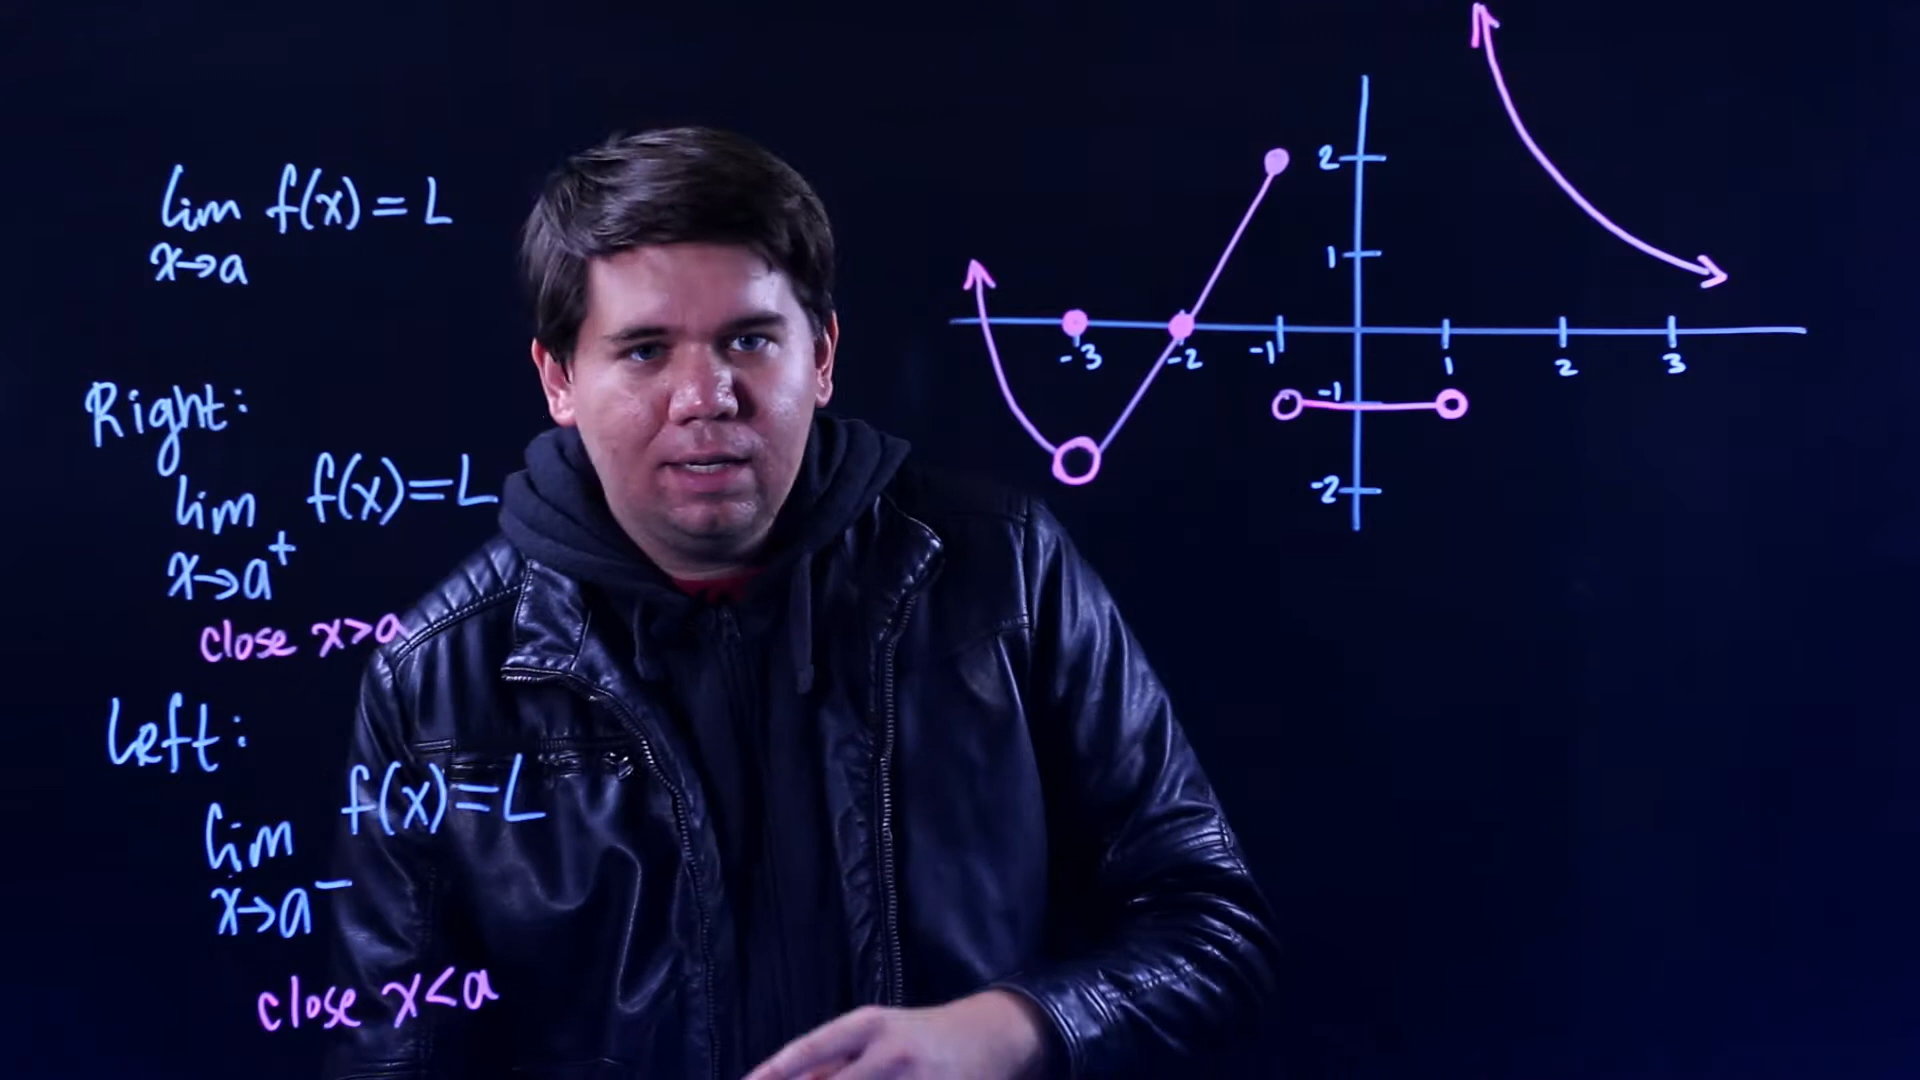 lim f(x) = L
x→a
Right:
lim f(x) = L
x→a⁺
close x>a
Left:
lim f(x) = L
x→a⁻
close x<a
2
1
-3 -2 -1 1 2 3
-1
-2